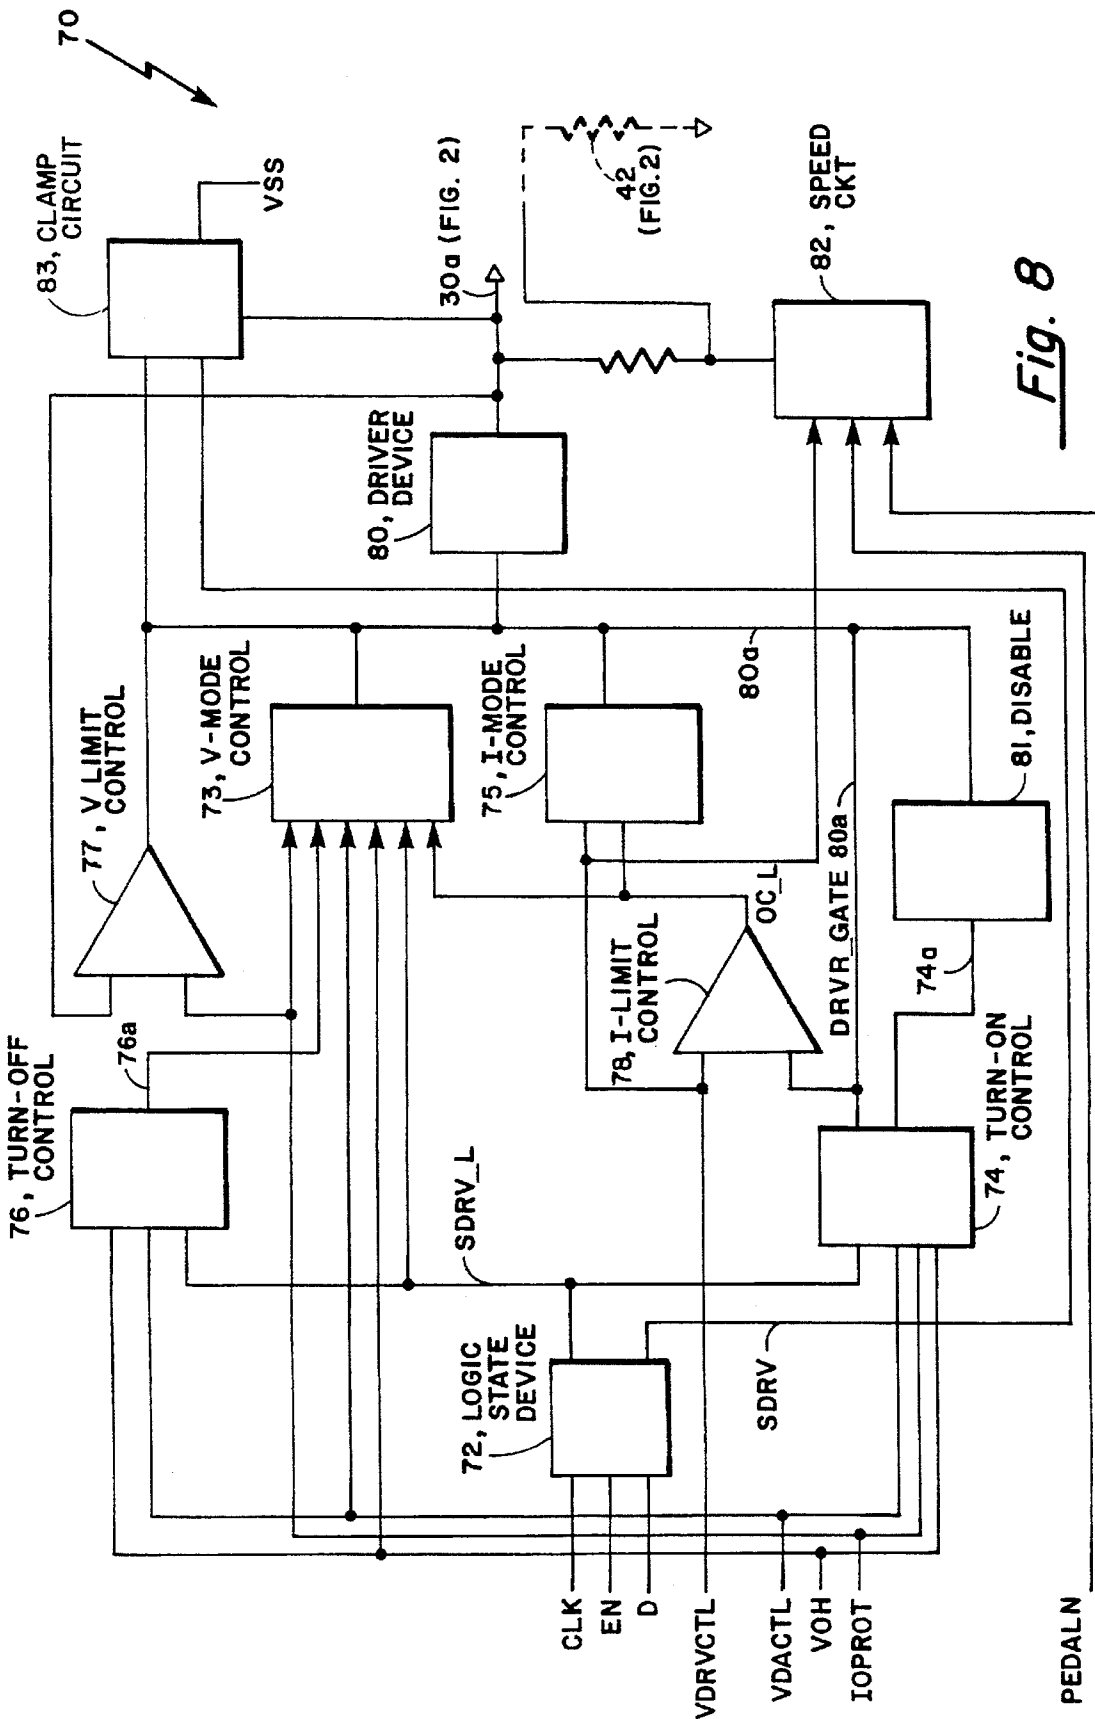 70
83, CLAMP
CIRCUIT
VSS
77, V LIMIT
CONTROL
76, TURN-OFF
CONTROL
76a
73, V-MODE
CONTROL
80, DRIVER
DEVICE
30a (FIG. 2)
42
(FIG. 2)
SDRV_L
72, LOGIC
STATE
DEVICE
CLK
EN
D
75, I-MODE
CONTROL
78, I-LIMIT
CONTROL
OC_L
80a
82, SPEED
CKT
VDRVCTL
SDRV
DRVR_GATE 80a
VDACTL
VOH
IOPROT
74, TURN-ON
CONTROL
74a
81, DISABLE
PEDALN
Fig. 8